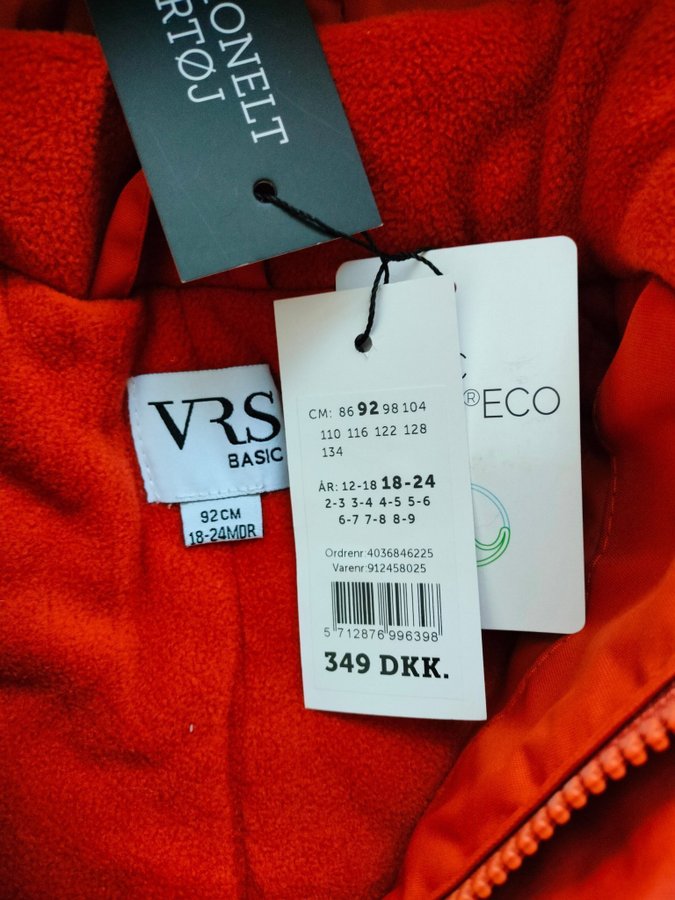 ONELT
RTØJ
®ECO
VRS
BASIC
92CM
18-24MDR
CM: 86 92 98 104
110 116 122 128
134
ÅR: 12-18 18-24
2-3 3-4 4-5 5-6
6-7 7-8 8-9
Ordrenr:4036846225
Varenr:912458025
5 712876 996398
349 DKK.